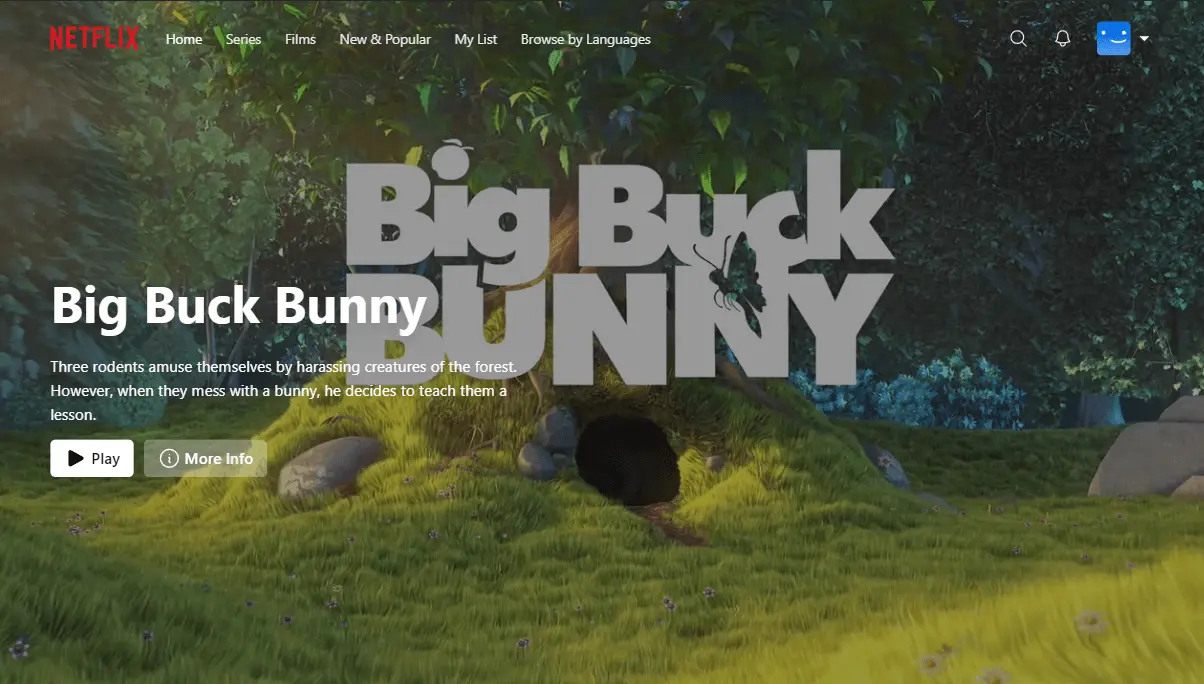 NETFLIX
Home Series Films New & Popular My List Browse by Languages
Big Buck
BUNNY
Big Buck Bunny
Three rodents amuse themselves by harassing creatures of the forest.
However, when they mess with a bunny, he decides to teach them a
lesson.
Play More Info